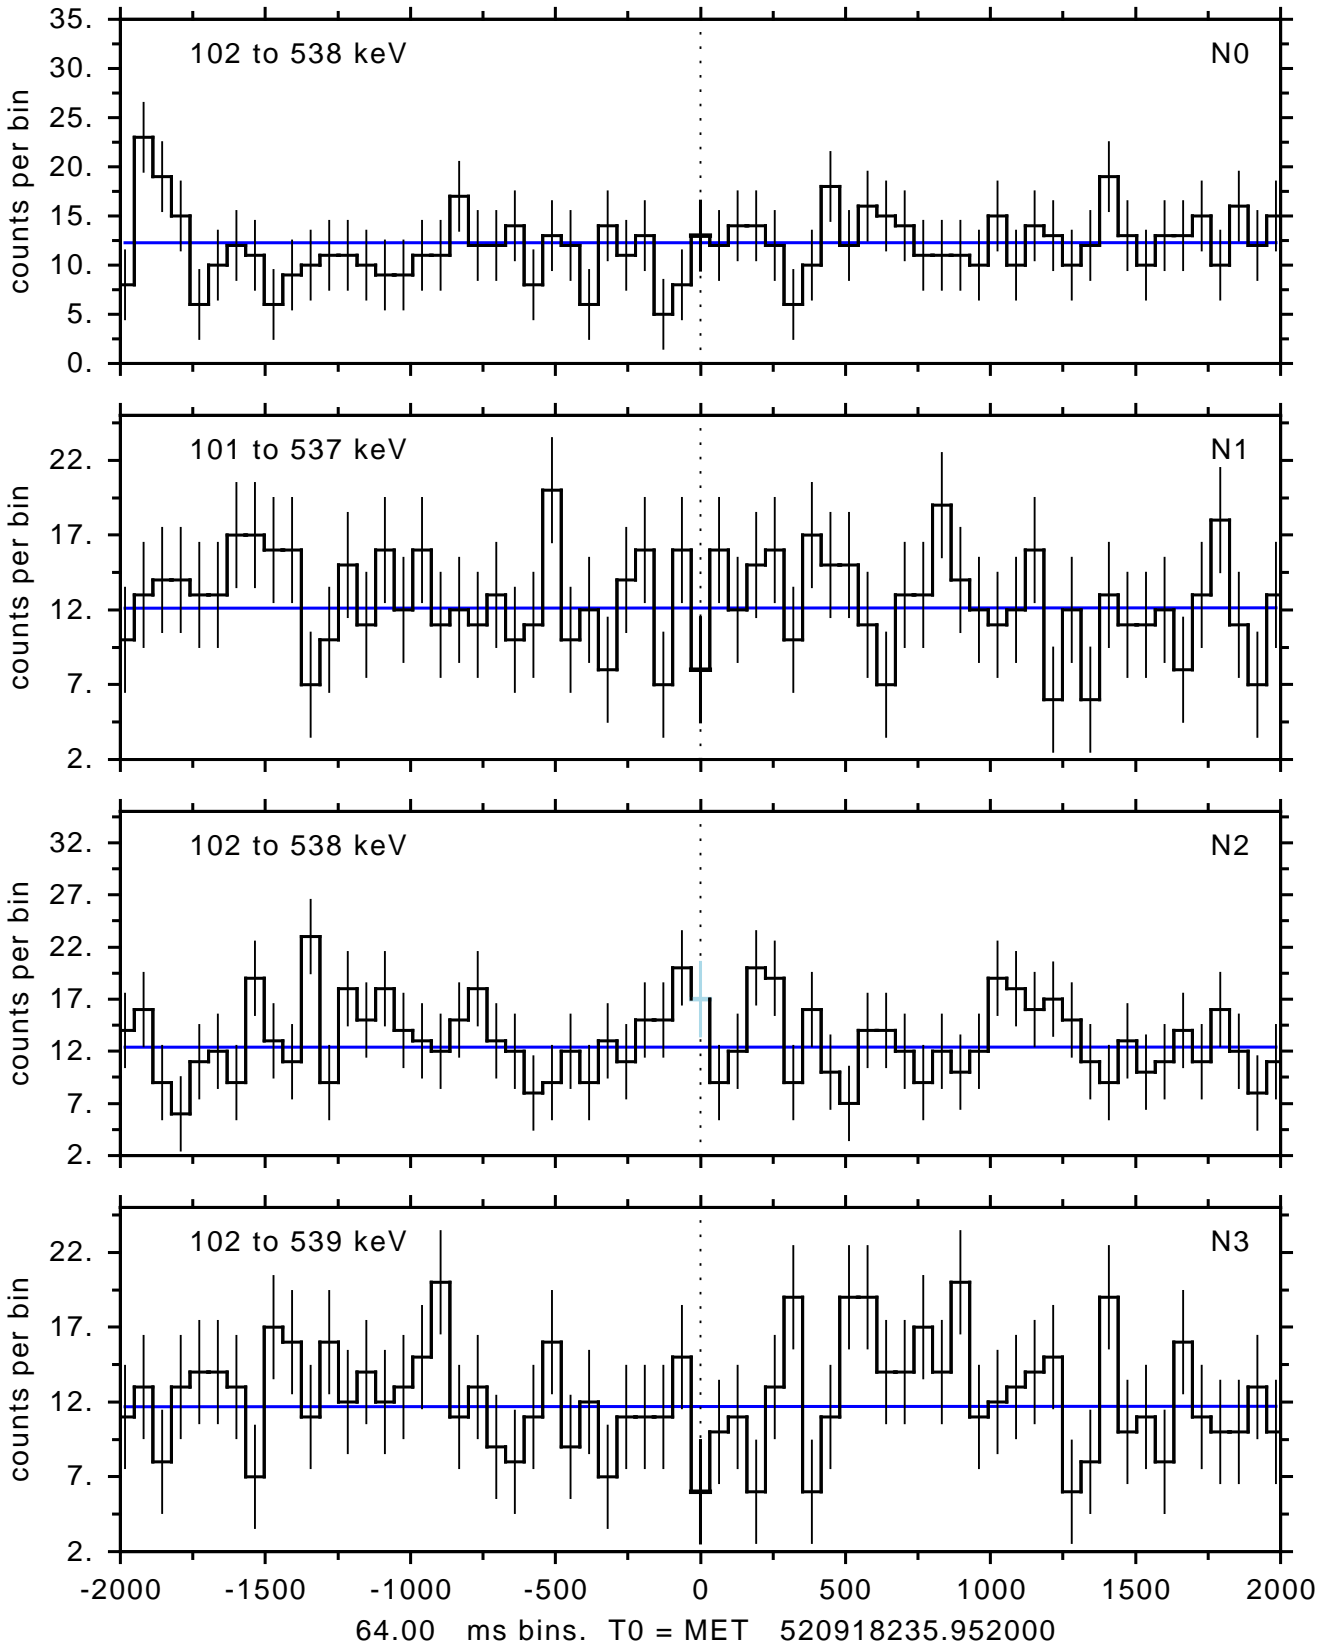 35.
30.
25.
20.
15.
10.
5.
0.
counts per bin
102 to 538 keV
N0
22.
17.
12.
7.
2.
counts per bin
101 to 537 keV
N1
32.
27.
22.
17.
12.
7.
2.
counts per bin
102 to 538 keV
N2
22.
17.
12.
7.
2.
counts per bin
102 to 539 keV
N3
-2000 -1500 -1000 -500 0 500 1000 1500 2000
64.00 ms bins. T0 = MET 520918235.952000